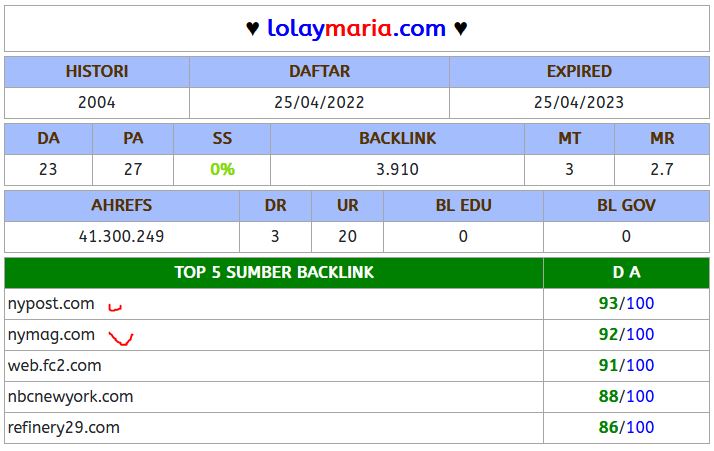 ♥ lolaymaria.com ♥
HISTORI DAFTAR EXPIRED
2004 25/04/2022 25/04/2023
DA PA SS BACKLINK MT MR
23 27 0% 3.910 3 2.7
AHREFS DR UR BL EDU BL GOV
41.300.249 3 20 0 0
TOP 5 SUMBER BACKLINK D A
nypost.com 93/100
nymag.com 92/100
web.fc2.com 91/100
nbcnewyork.com 88/100
refinery29.com 86/100